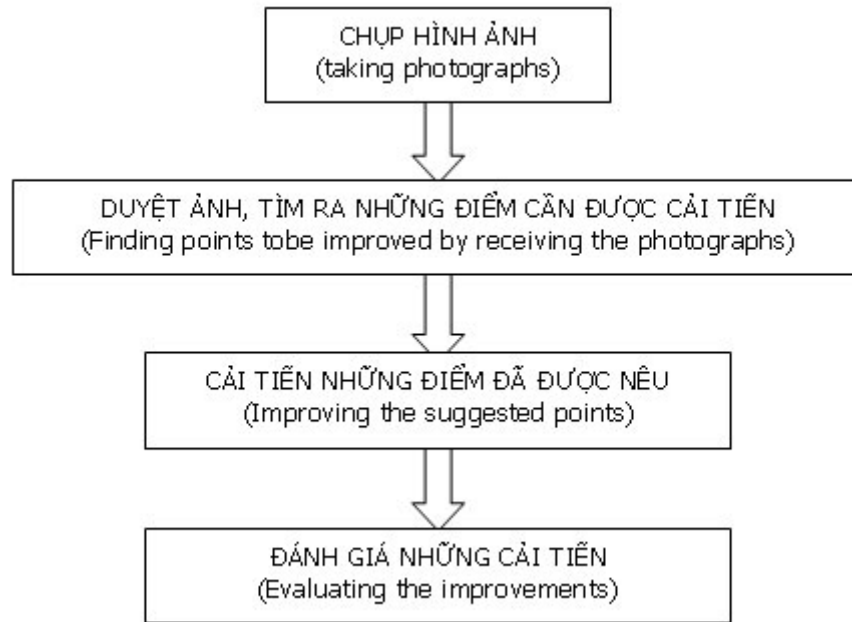 CHỤP HÌNH ẢNH
(taking photographs)
DUYỆT ẢNH, TÌM RA NHỮNG ĐIỂM CẦN ĐƯỢC CẢI TIẾN
(Finding points tobe improved by receiving the photographs)
CẢI TIẾN NHỮNG ĐIỂM ĐÃ ĐƯỢC NÊU
(Improving the suggested points)
ĐÁNH GIÁ NHỮNG CẢI TIẾN
(Evaluating the improvements)